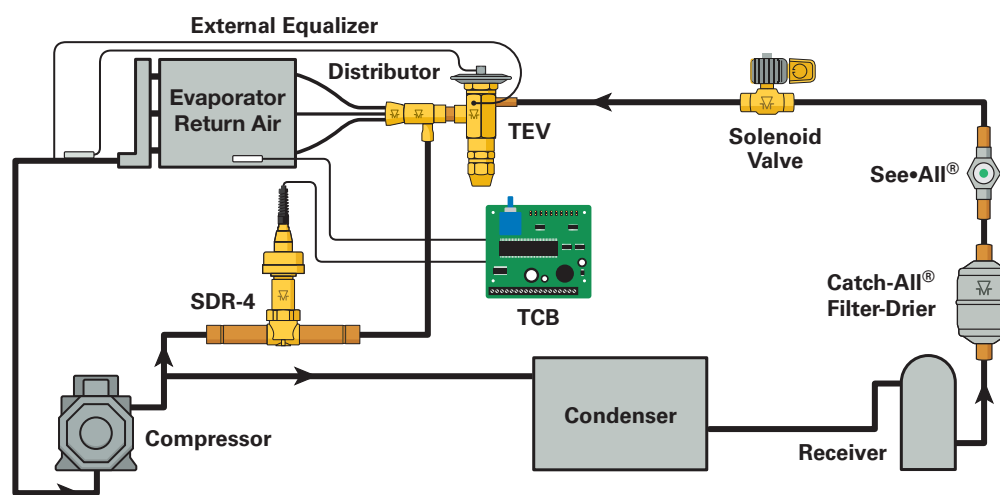 External Equalizer
Distributor
Evaporator
Return Air
TEV
Solenoid
Valve
See•All®
SDR-4
TCB
Catch-All®
Filter-Drier
Compressor
Condenser
Receiver